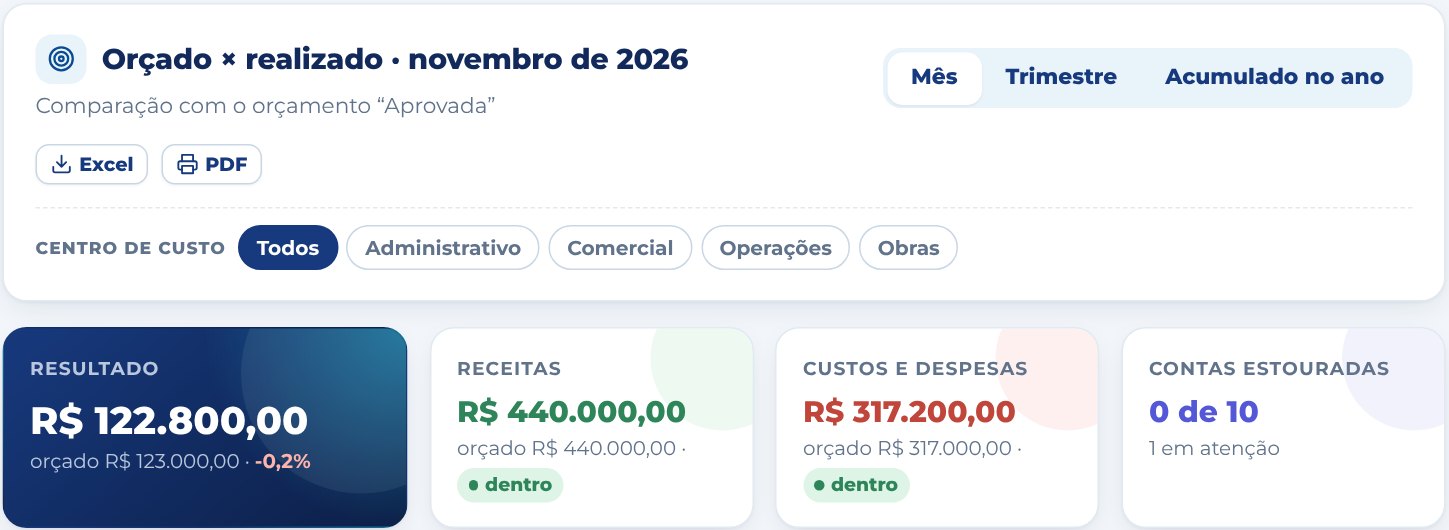 Orçado × realizado · novembro de 2026
Mês Trimestre Acumulado no ano
Comparação com o orçamento “Aprovada”
Excel PDF
CENTRO DE CUSTO Todos Administrativo Comercial Operações Obras
RESULTADO
R$ 122.800,00
orçado R$ 123.000,00 · -0,2%
RECEITAS
R$ 440.000,00
orçado R$ 440.000,00 ·
dentro
CUSTOS E DESPESAS
R$ 317.200,00
orçado R$ 317.000,00 ·
dentro
CONTAS ESTOURADAS
0 de 10
1 em atenção